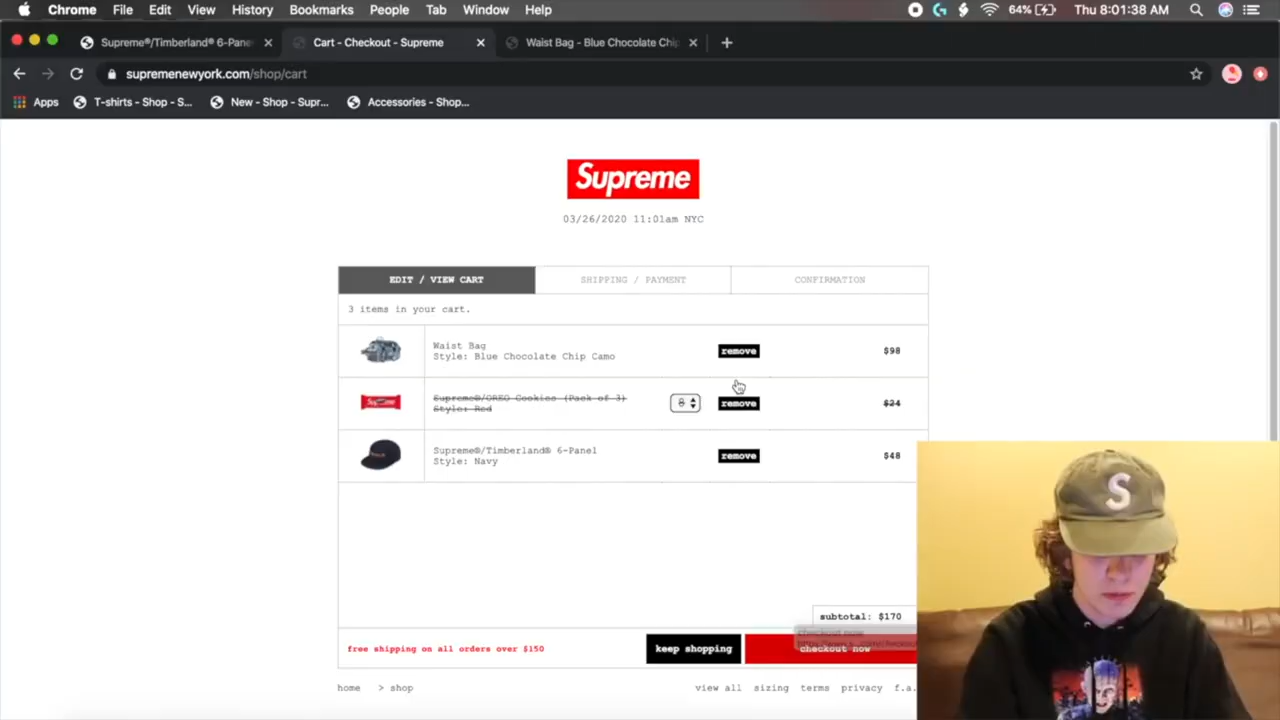 Chrome File Edit View History Bookmarks People Tab Window Help 64% Thu 8:01:38 AM
Supreme®/Timberland® 6-Pane Cart - Checkout - Supreme Waist Bag - Blue Chocolate Chip
supremenewyork.com/shop/cart
Apps T-shirts - Shop - S... New - Shop - Supr... Accessories - Shop...
Supreme
03/26/2020 11:01am NYC
EDIT / VIEW CART SHIPPING / PAYMENT CONFIRMATION
3 items in your cart.
Waist Bag
Style: Blue Chocolate Chip Camo
remove $98
Supreme®/OREO Cookies (Pack of 3)
Style: Red
8 remove $24
Supreme®/Timberland® 6-Panel
Style: Navy
remove $48
subtotal: $170
free shipping on all orders over $150 keep shopping checkout now
home > shop view all sizing terms privacy f.a.
S